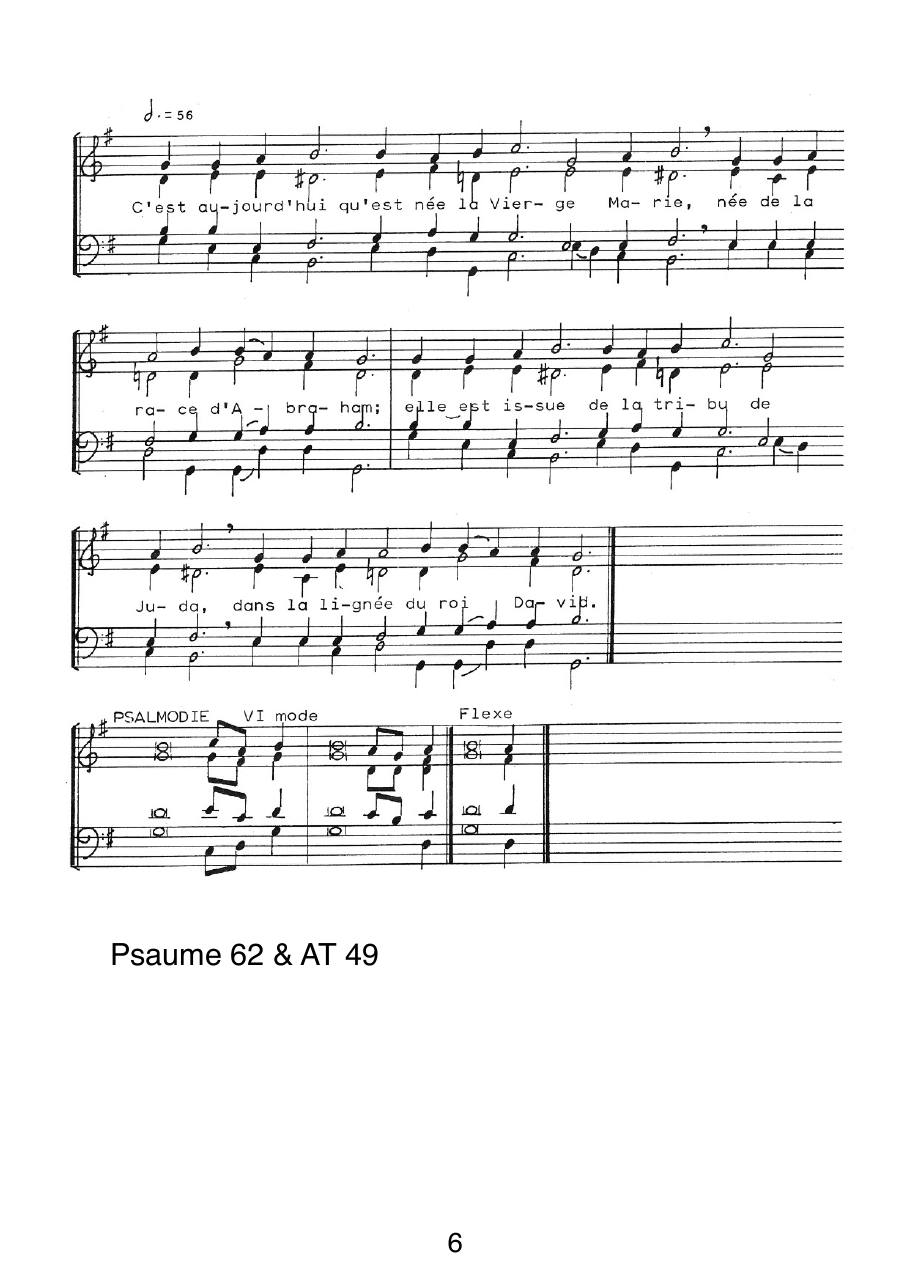 𝅗𝅥. = 56
C'est au-jourd'hui qu'est née la Vier- ge Ma- rie, née de la
ra- ce d'A - bra- ham; elle est is-sue de la tri- bu de
Ju- da, dans la li-gnée du roi Da- vid.
PSALMODIE VI mode Flexe
Psaume 62 & AT 49
6